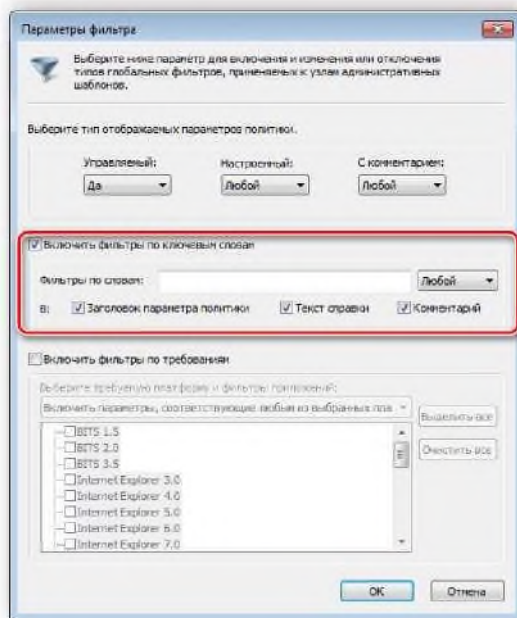 Параметры фильтра
Выберите ниже параметр для включения и изменения или отключения
типов глобальных фильтров, применяемых к узлам административных
шаблонов.
Выберите тип отображаемых параметров политики.
Управляемый: Настроенный: С комментарием:
Да Любой Любой
Включить фильтры по ключевым словам
Фильтры по словам: Любой
В: Заголовок параметра политики Текст справки Комментарий
Включить фильтры по требованиям
Выберите требуемую платформу и фильтры приложений:
Включить параметры, соответствующие любым из выбранных пла
Выделить все
BITS 1.5
BITS 2.0
Очистить все
BITS 3.5
Internet Explorer 3.0
Internet Explorer 4.0
Internet Explorer 5.0
Internet Explorer 6.0
Internet Explorer 7.0
ОК Отмена